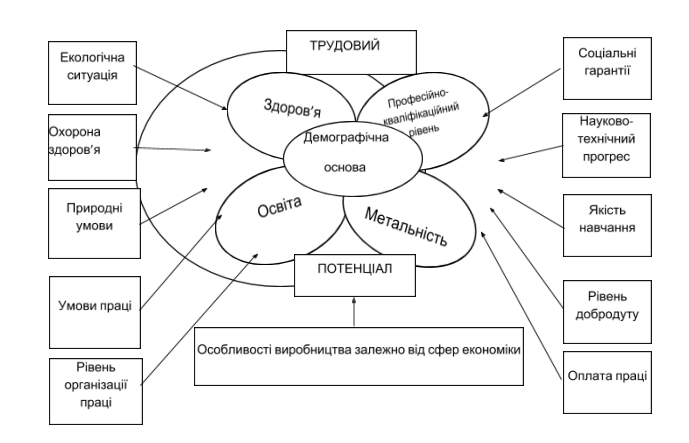 ТРУДОВИЙ
Екологічна
ситуація
Соціальні
гарантії
Здоров’я
Професійно-
кваліфікаційний
рівень
Охорона
здоров’я
Демографічна
основа
Науково-
технічний
прогрес
Природні
умови
Освіта
Метальність
Якість
навчання
ПОТЕНЦІАЛ
Умови праці
Рівень
добродуту
Особливості виробництва залежно від сфер економіки
Рівень
організації
праці
Оплата праці